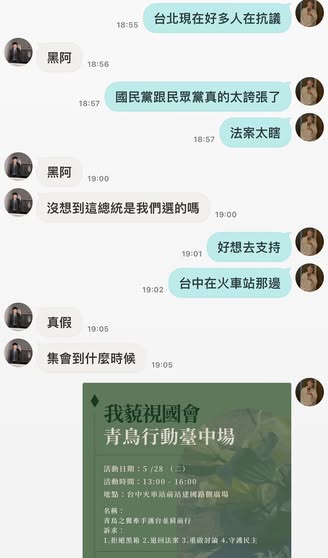 台北現在好多人在抗議
18:55
黑阿
18:56
國民黨跟民眾黨真的太誇張了
18:57
法案太瞎
18:57
黑阿
19:00
沒想到這總統是我們選的嗎
19:00
好想去支持
19:01
台中在火車站那邊
19:02
真假
19:05
集會到什麼時候
19:05
我藐視國會
青鳥行動臺中場
活動日期：5 /28 （二）
活動時間：13:00 - 16:00
地點：台中火車站前站建國路側廣場
名稱：
青鳥之翼牽手護台並肩前行
訴求：
1.拒絕黑箱 2.退回法案 3.重啟討論 4.守護民主